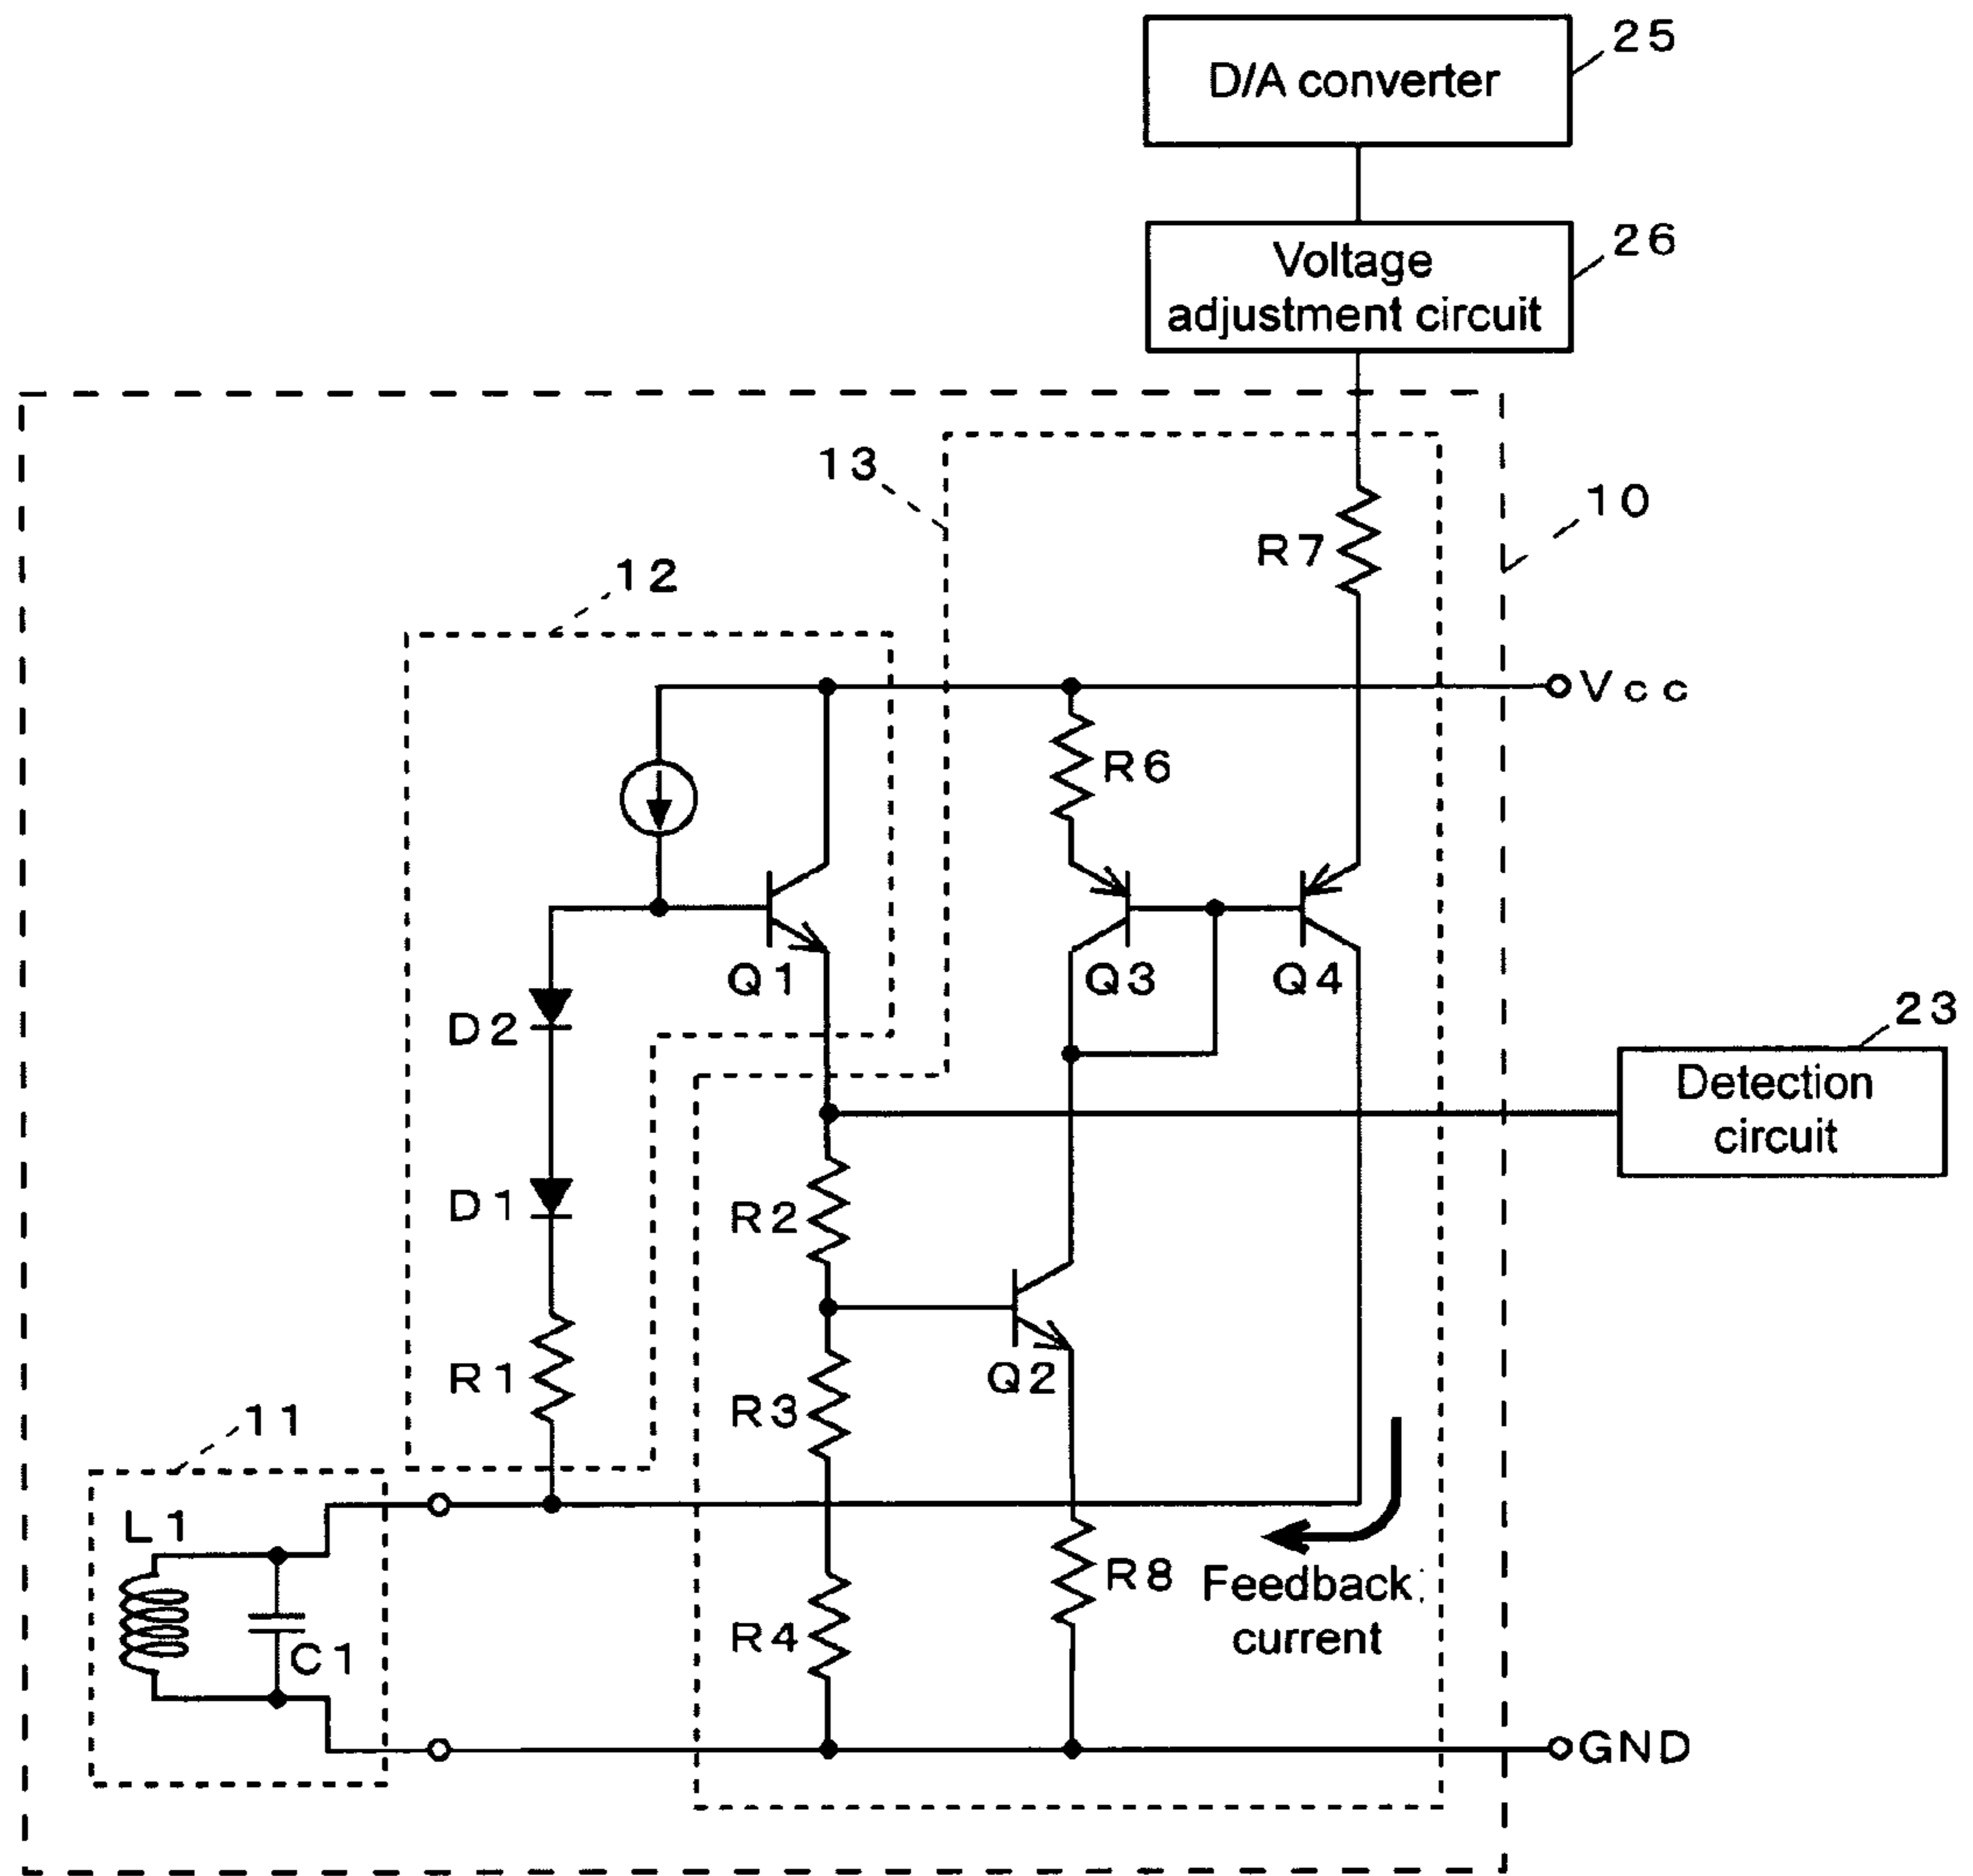 25
D/A converter
26
Voltage
adjustment circuit
13
10
R7
12
Vcc
R6
Q1
Q3
Q4
D2
23
Detection
circuit
D1
R2
R1
Q2
R3
11
L1
R8
Feedback
current
R4
C1
GND